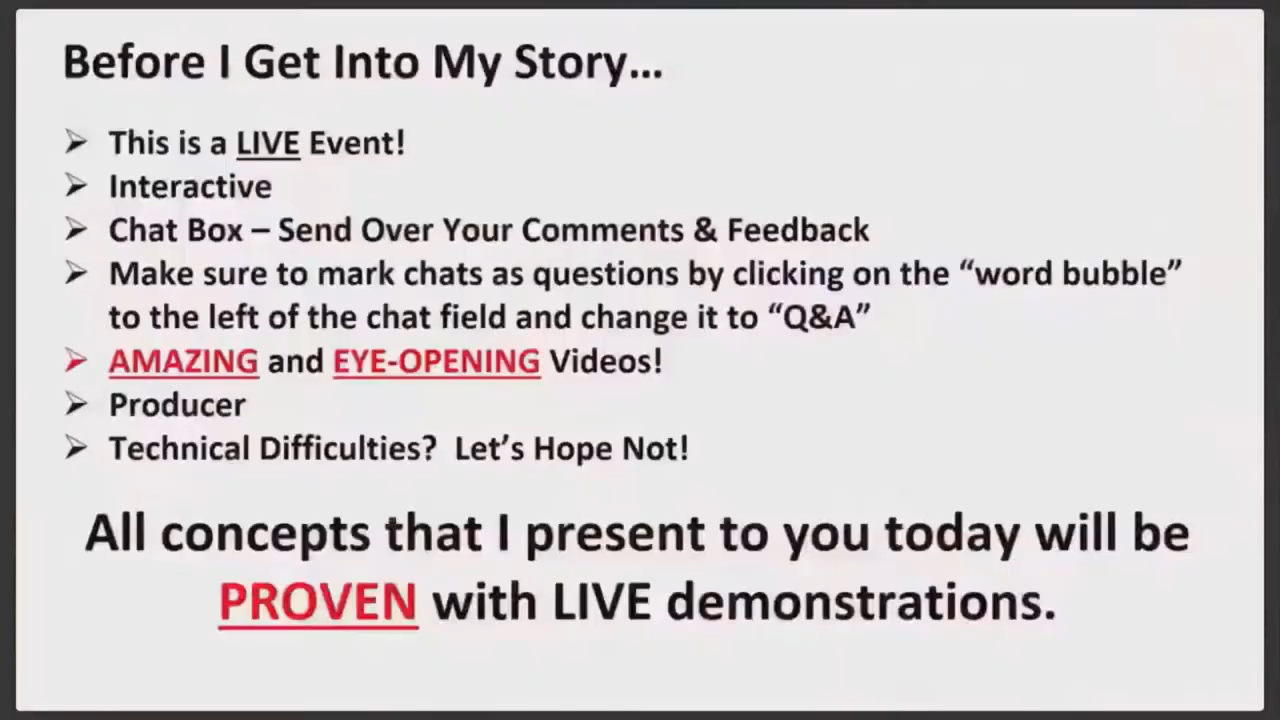 Before I Get Into My Story...
➢ This is a LIVE Event!
➢ Interactive
➢ Chat Box – Send Over Your Comments & Feedback
➢ Make sure to mark chats as questions by clicking on the “word bubble”
to the left of the chat field and change it to “Q&A”
➢ AMAZING and EYE-OPENING Videos!
➢ Producer
➢ Technical Difficulties?  Let’s Hope Not!
All concepts that I present to you today will be
PROVEN with LIVE demonstrations.